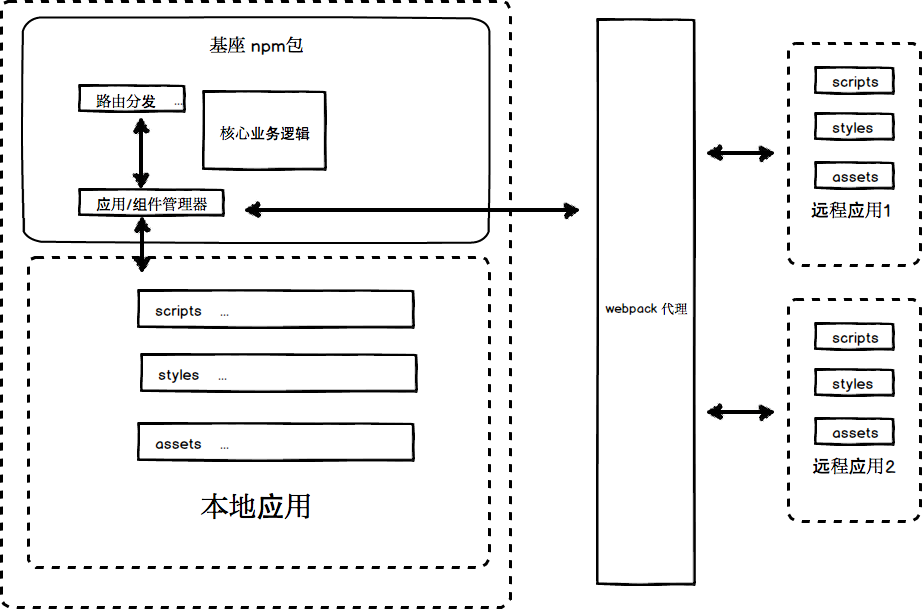 基座 npm包
路由分发 ...
核心业务逻辑
应用/组件管理器
scripts ...
styles ...
assets ...
本地应用
webpack 代理
scripts
styles
assets
远程应用1
scripts
styles
assets
远程应用2